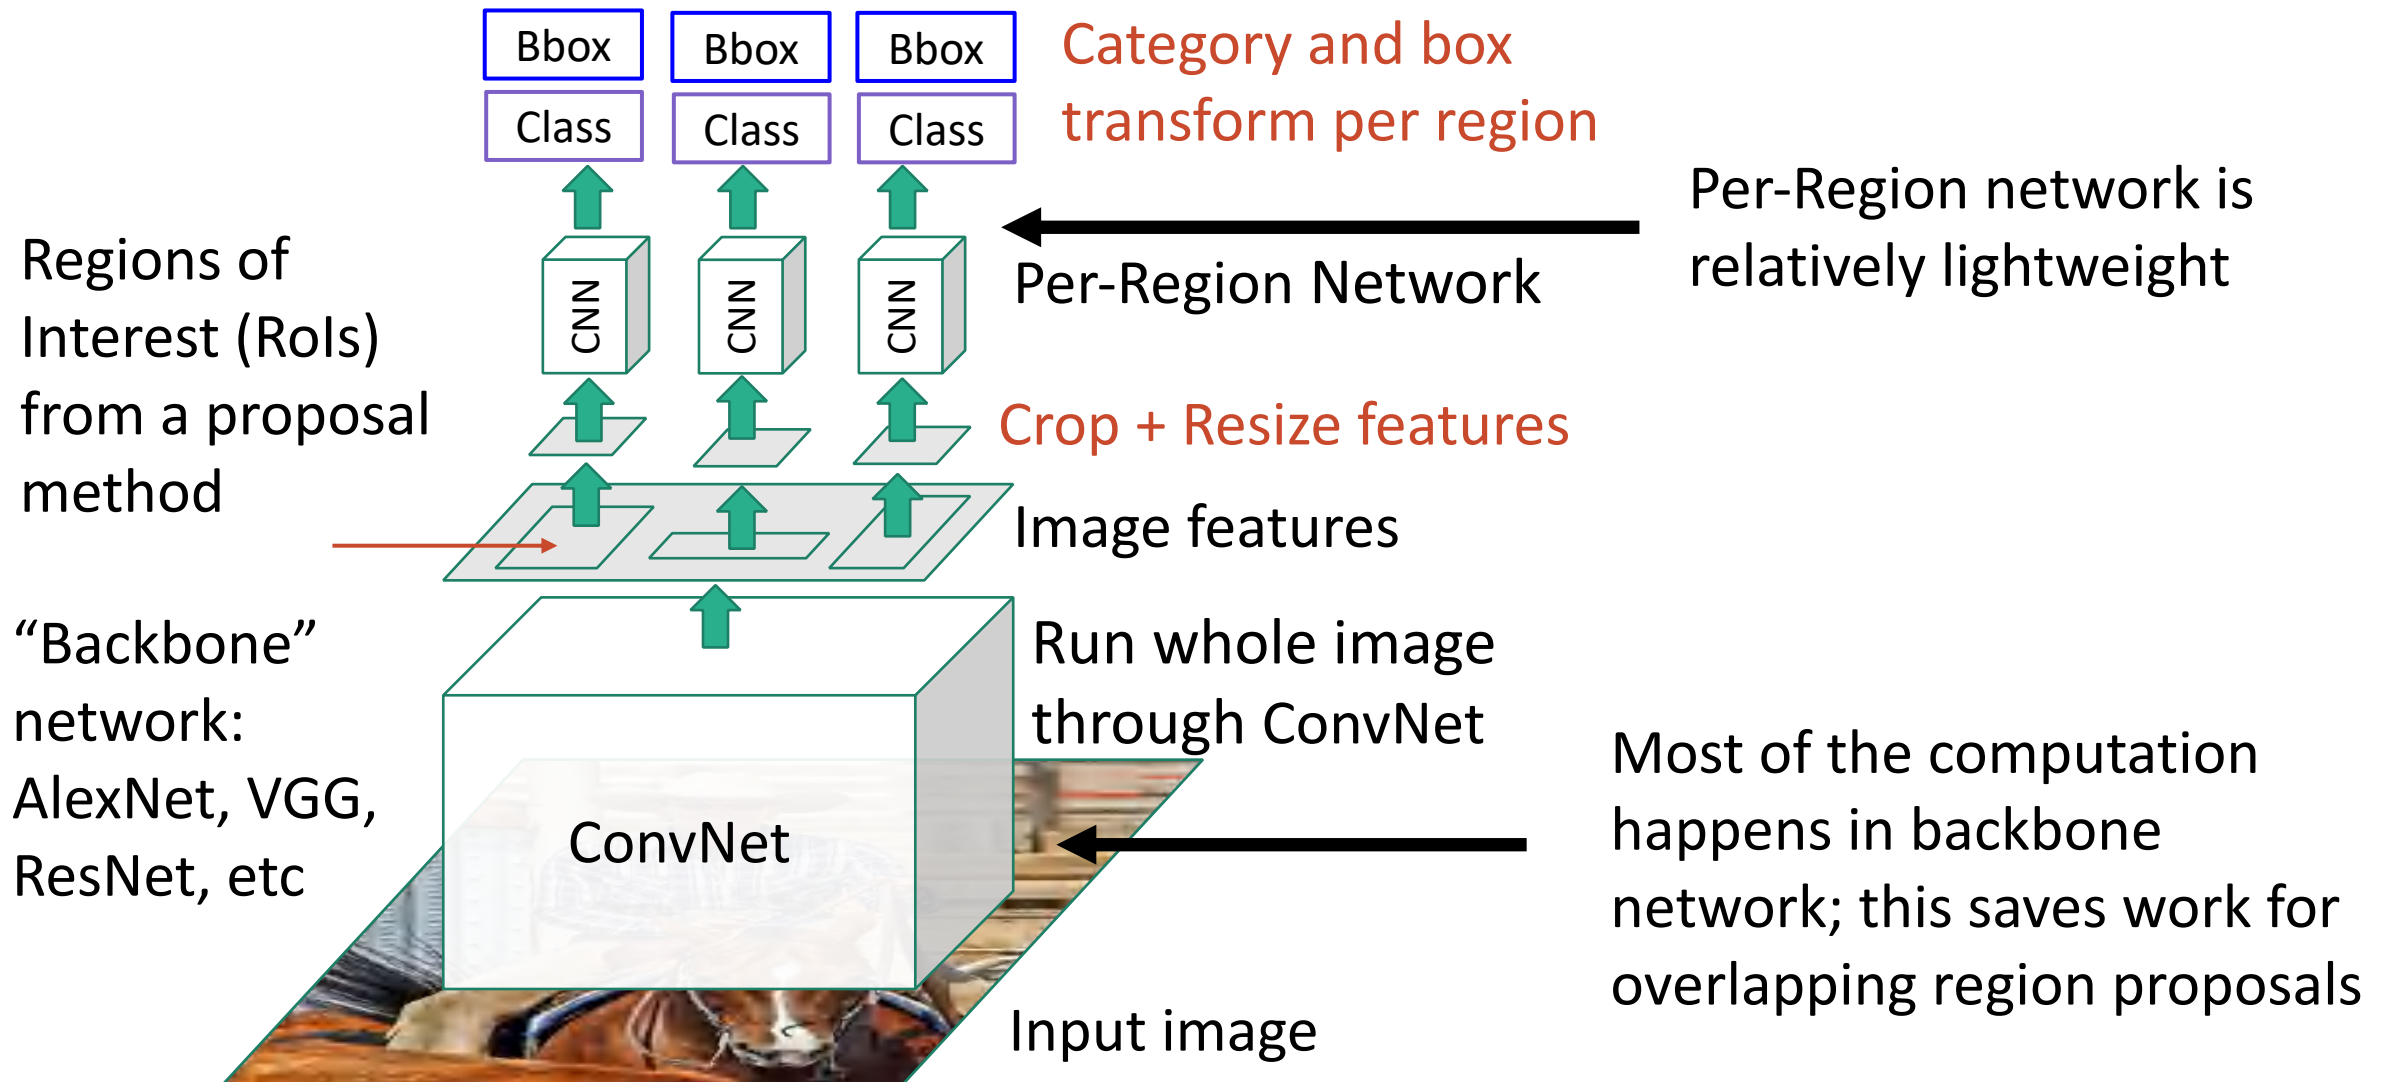 Bbox
Bbox
Bbox
Class
Class
Class
Category and box
transform per region
Per-Region network is
relatively lightweight
Regions of
Interest (RoIs)
from a proposal
method
CNN
CNN
CNN
Per-Region Network
Crop + Resize features
Image features
“Backbone”
network:
AlexNet, VGG,
ResNet, etc
Run whole image
through ConvNet
ConvNet
Most of the computation
happens in backbone
network; this saves work for
overlapping region proposals
Input image